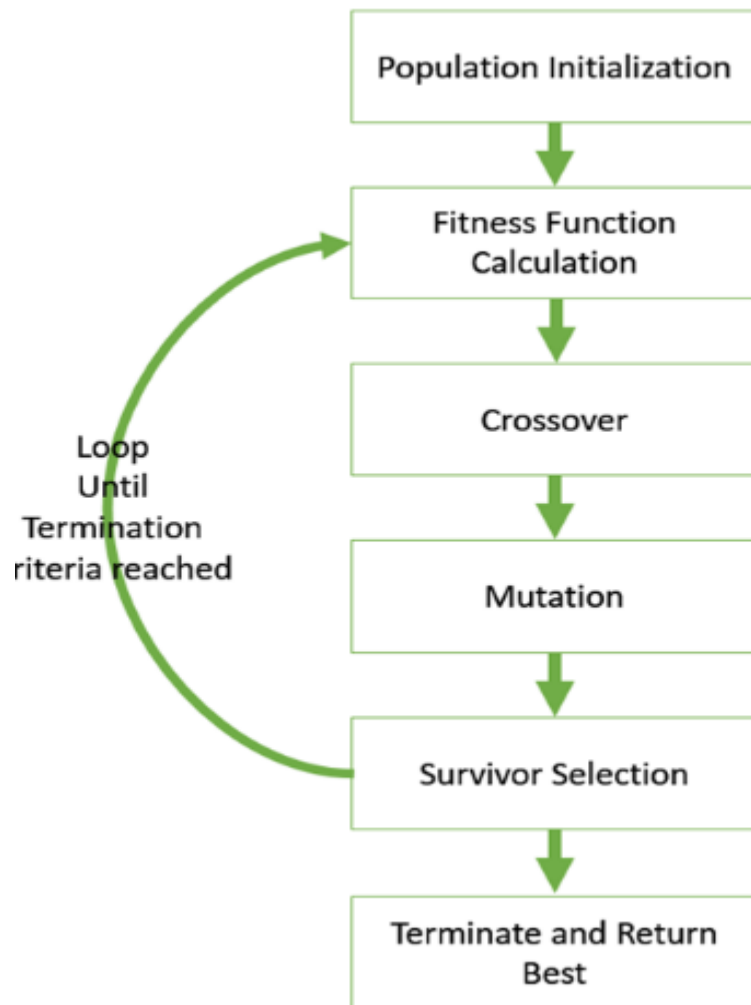 Population Initialization
Fitness Function
Calculation
Crossover
Loop
Until
Termination
riteria reached
Mutation
Survivor Selection
Terminate and Return
Best